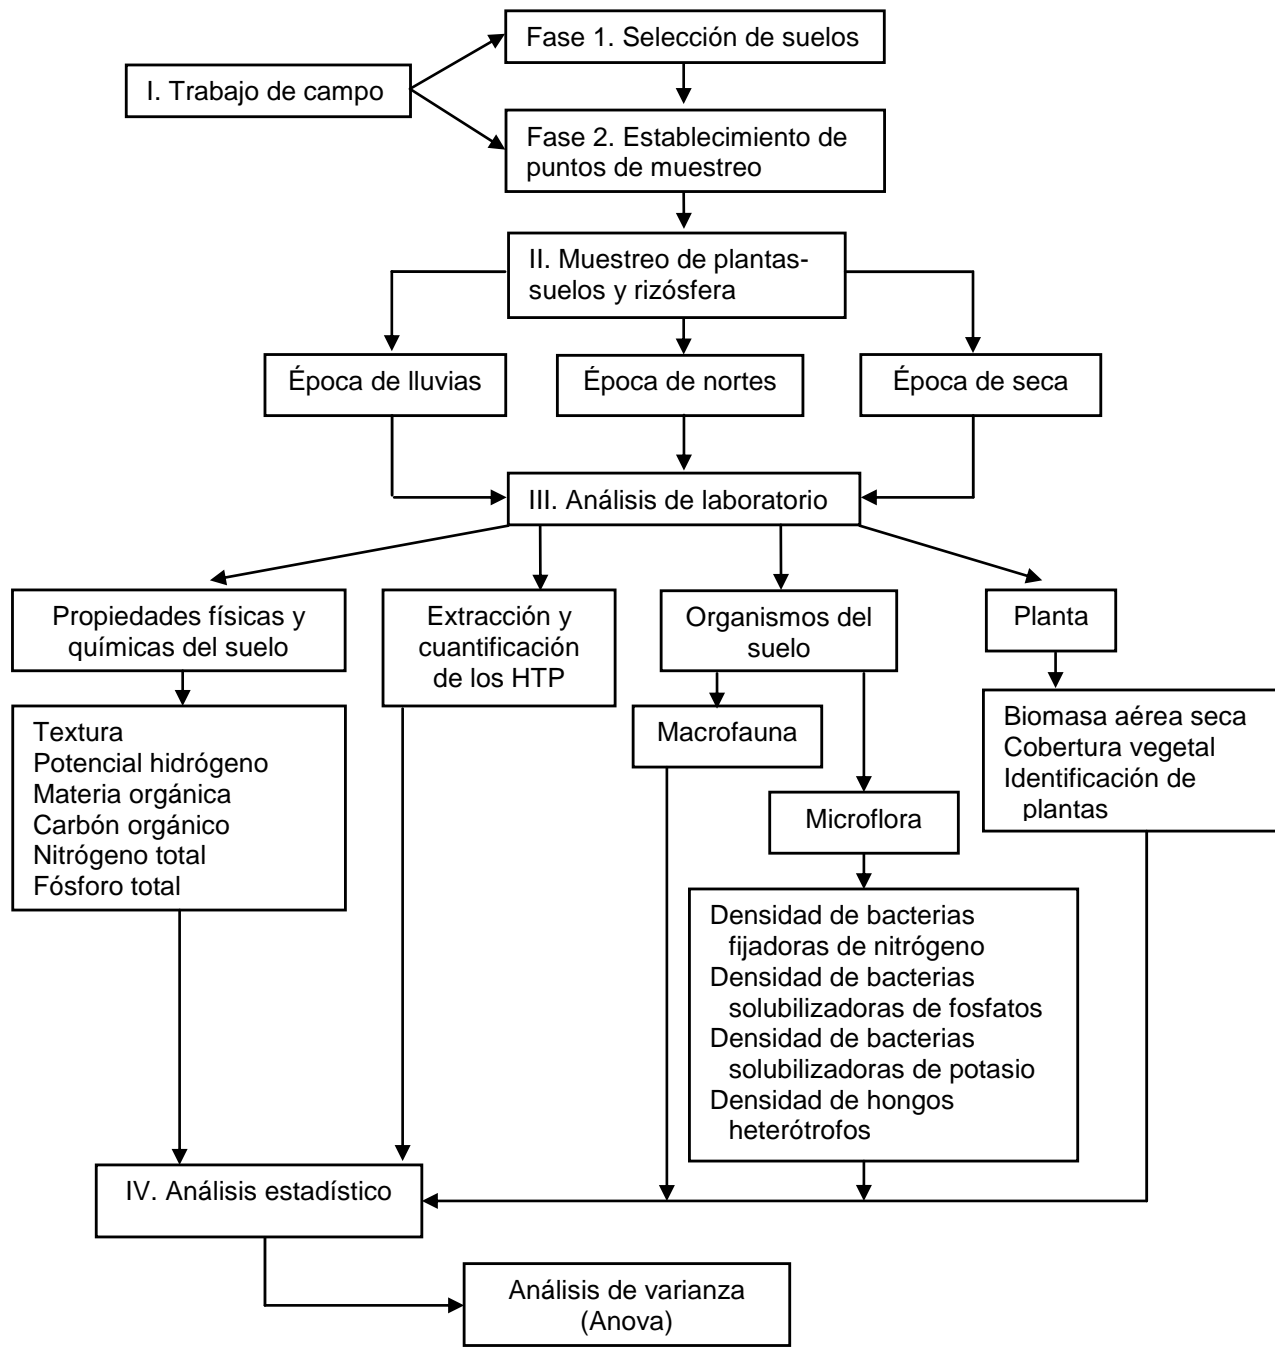 Fase 1. Selección de suelos
I. Trabajo de campo
Fase 2. Establecimiento de
puntos de muestreo
II. Muestreo de plantas-
suelos y rizósfera
Época de lluvias
Época de nortes
Época de seca
III. Análisis de laboratorio
Propiedades físicas y
químicas del suelo
Extracción y
cuantificación
de los HTP
Organismos del
suelo
Planta
Textura
Potencial hidrógeno
Materia orgánica
Carbón orgánico
Nitrógeno total
Fósforo total
Macrofauna
Biomasa aérea seca
Cobertura vegetal
Identificación de
plantas
Microflora
Densidad de bacterias
fijadoras de nitrógeno
Densidad de bacterias
solubilizadoras de fosfatos
Densidad de bacterias
solubilizadoras de potasio
Densidad de hongos
heterótrofos
IV. Análisis estadístico
Análisis de varianza
(Anova)